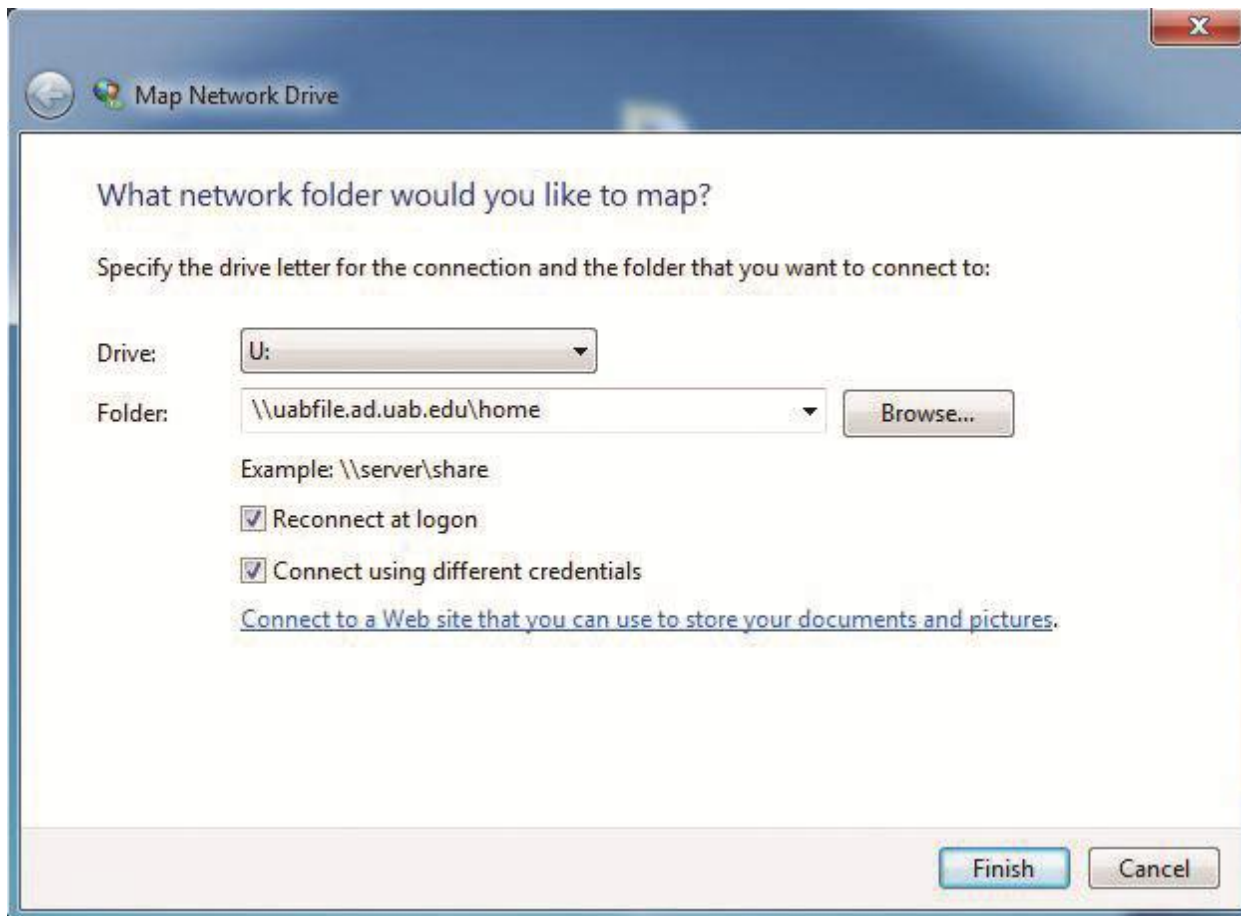 Map Network Drive
What network folder would you like to map?
Specify the drive letter for the connection and the folder that you want to connect to:
Drive: U:
Folder: \\uabfile.ad.uab.edu\home Browse...
Example: \\server\share
Reconnect at logon
Connect using different credentials
Connect to a Web site that you can use to store your documents and pictures.
Finish Cancel